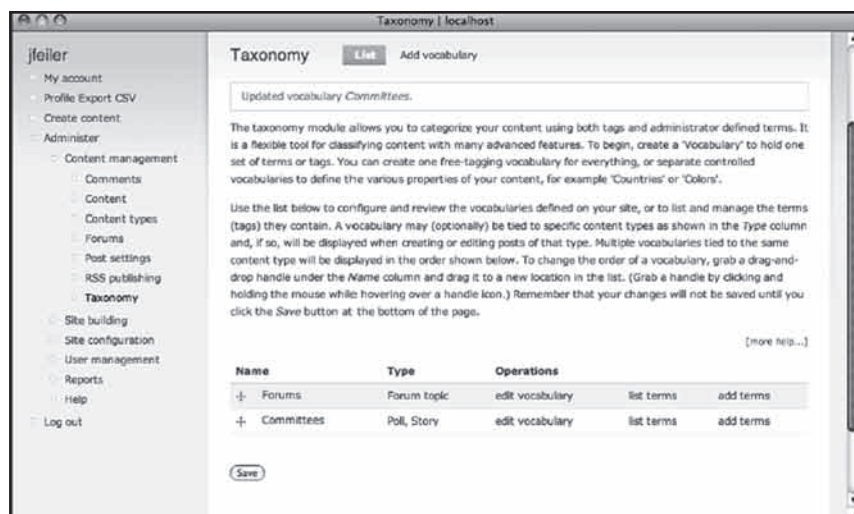 Taxonomy | localhost
jfeiler
My account
Profile Export CSV
Create content
Administer
Content management
Comments
Content
Content types
Forums
Post settings
RSS publishing
Taxonomy
Site building
Site configuration
User management
Reports
Help
Log out
Taxonomy List Add vocabulary
Updated vocabulary Committees.
The taxonomy module allows you to categorize your content using both tags and administrator defined terms. It
is a flexible tool for classifying content with many advanced features. To begin, create a 'Vocabulary' to hold one
set of terms or tags. You can create one free-tagging vocabulary for everything, or separate controlled
vocabularies to define the various properties of your content, for example 'Countries' or 'Colors'.
Use the list below to configure and review the vocabularies defined on your site, or to list and manage the terms
(tags) they contain. A vocabulary may (optionally) be tied to specific content types as shown in the Type column
and, if so, will be displayed when creating or editing posts of that type. Multiple vocabularies tied to the same
content type will be displayed in the order shown below. To change the order of a vocabulary, grab a drag-and-
drop handle under the Name column and drag it to a new location in the list. (Grab a handle by clicking and
holding the mouse while hovering over a handle icon.) Remember that your changes will not be saved until you
click the Save button at the bottom of the page.
[more help...]
Name Type Operations
Forums Forum topic edit vocabulary list terms add terms
Committees Poll, Story edit vocabulary list terms add terms
Save